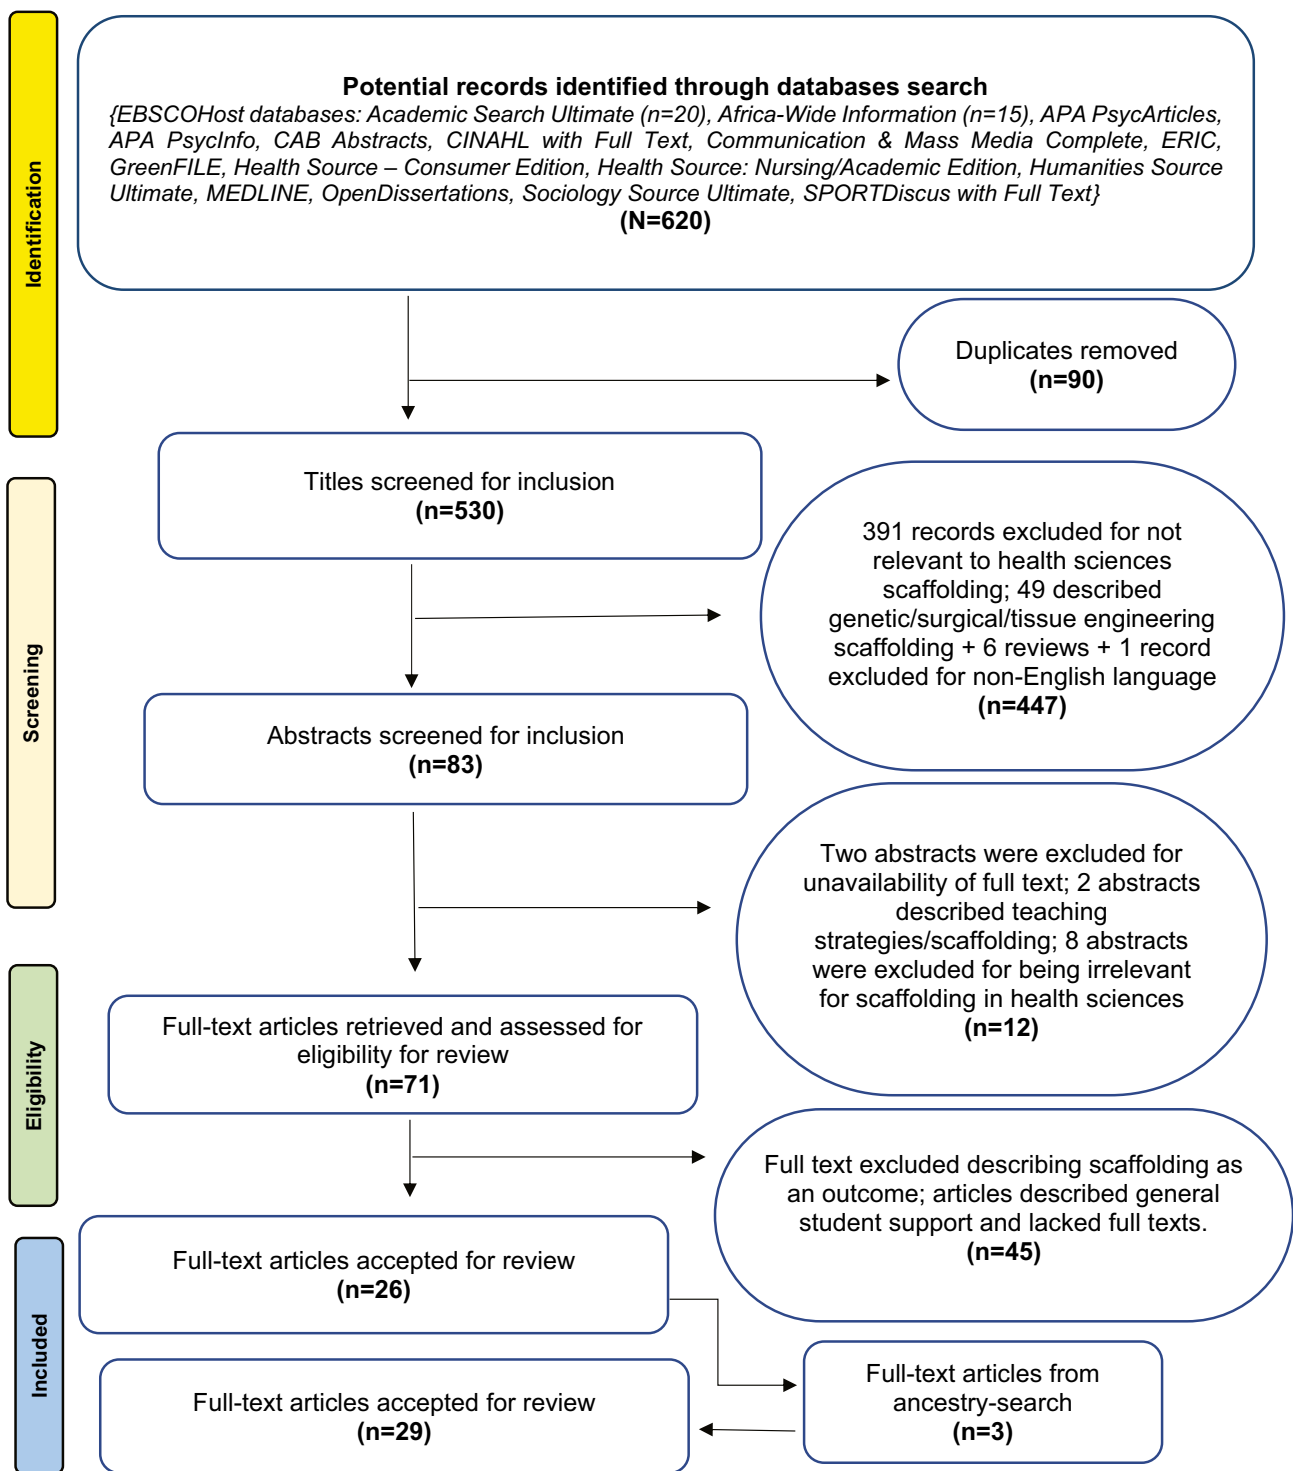 Identification
Potential records identified through databases search
{EBSCOHost databases: Academic Search Ultimate (n=20), Africa-Wide Information (n=15), APA PsycArticles,
APA PsycInfo, CAB Abstracts, CINAHL with Full Text, Communication & Mass Media Complete, ERIC,
GreenFILE, Health Source – Consumer Edition, Health Source: Nursing/Academic Edition, Humanities Source
Ultimate, MEDLINE, OpenDissertations, Sociology Source Ultimate, SPORTDiscus with Full Text}
(N=620)
Duplicates removed
(n=90)
Screening
Titles screened for inclusion
(n=530)
391 records excluded for not
relevant to health sciences
scaffolding; 49 described
genetic/surgical/tissue engineering
scaffolding + 6 reviews + 1 record
excluded for non-English language
(n=447)
Abstracts screened for inclusion
(n=83)
Two abstracts were excluded for
unavailability of full text; 2 abstracts
described teaching
strategies/scaffolding; 8 abstracts
were excluded for being irrelevant
for scaffolding in health sciences
(n=12)
Eligibility
Full-text articles retrieved and assessed for
eligibility for review
(n=71)
Full text excluded describing scaffolding as
an outcome; articles described general
student support and lacked full texts.
(n=45)
Included
Full-text articles accepted for review
(n=26)
Full-text articles from
ancestry-search
(n=3)
Full-text articles accepted for review
(n=29)